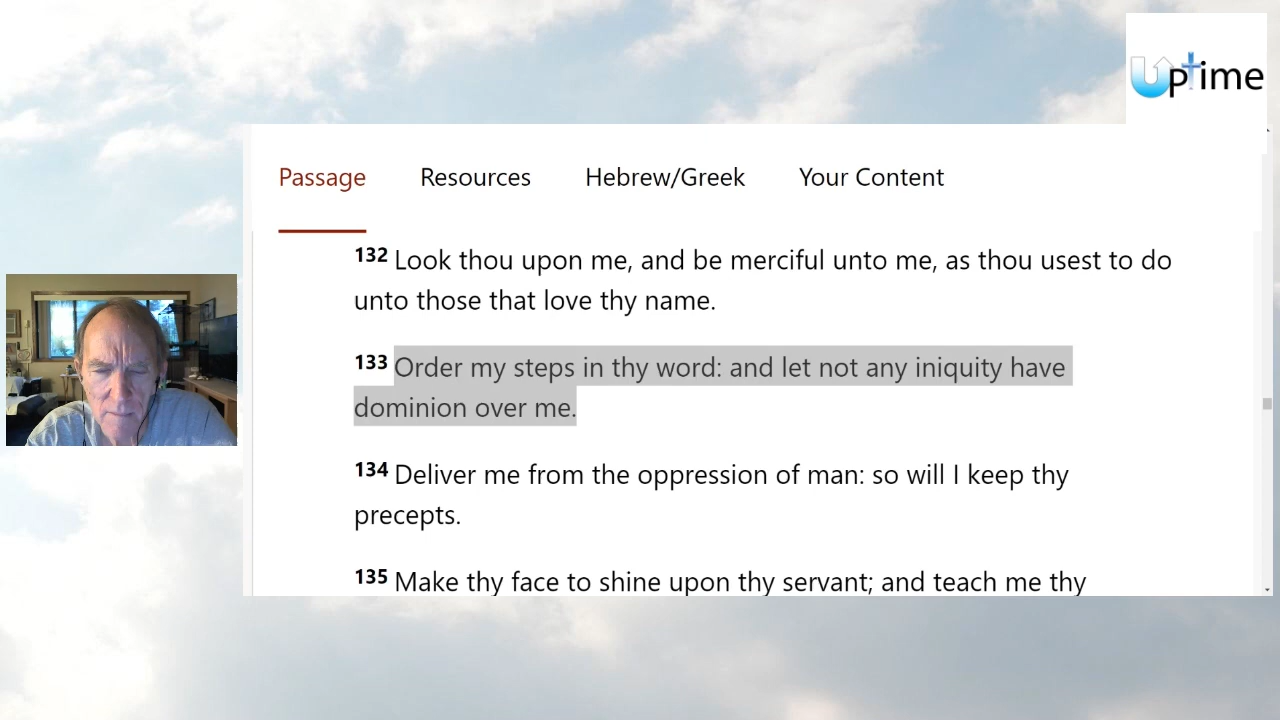 Uptime
Passage Resources Hebrew/Greek Your Content
132 Look thou upon me, and be merciful unto me, as thou usest to do
unto those that love thy name.
133 Order my steps in thy word: and let not any iniquity have
dominion over me.
134 Deliver me from the oppression of man: so will I keep thy
precepts.
135 Make thy face to shine upon thy servant; and teach me thy